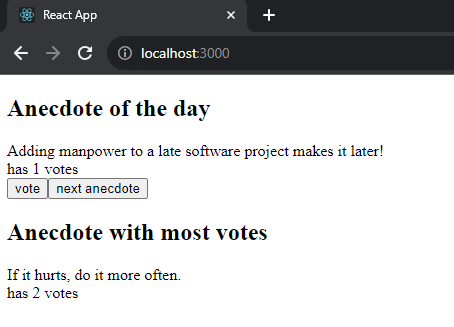 React App
localhost:3000
Anecdote of the day
Adding manpower to a late software project makes it later!
has 1 votes
vote next anecdote
Anecdote with most votes
If it hurts, do it more often.
has 2 votes